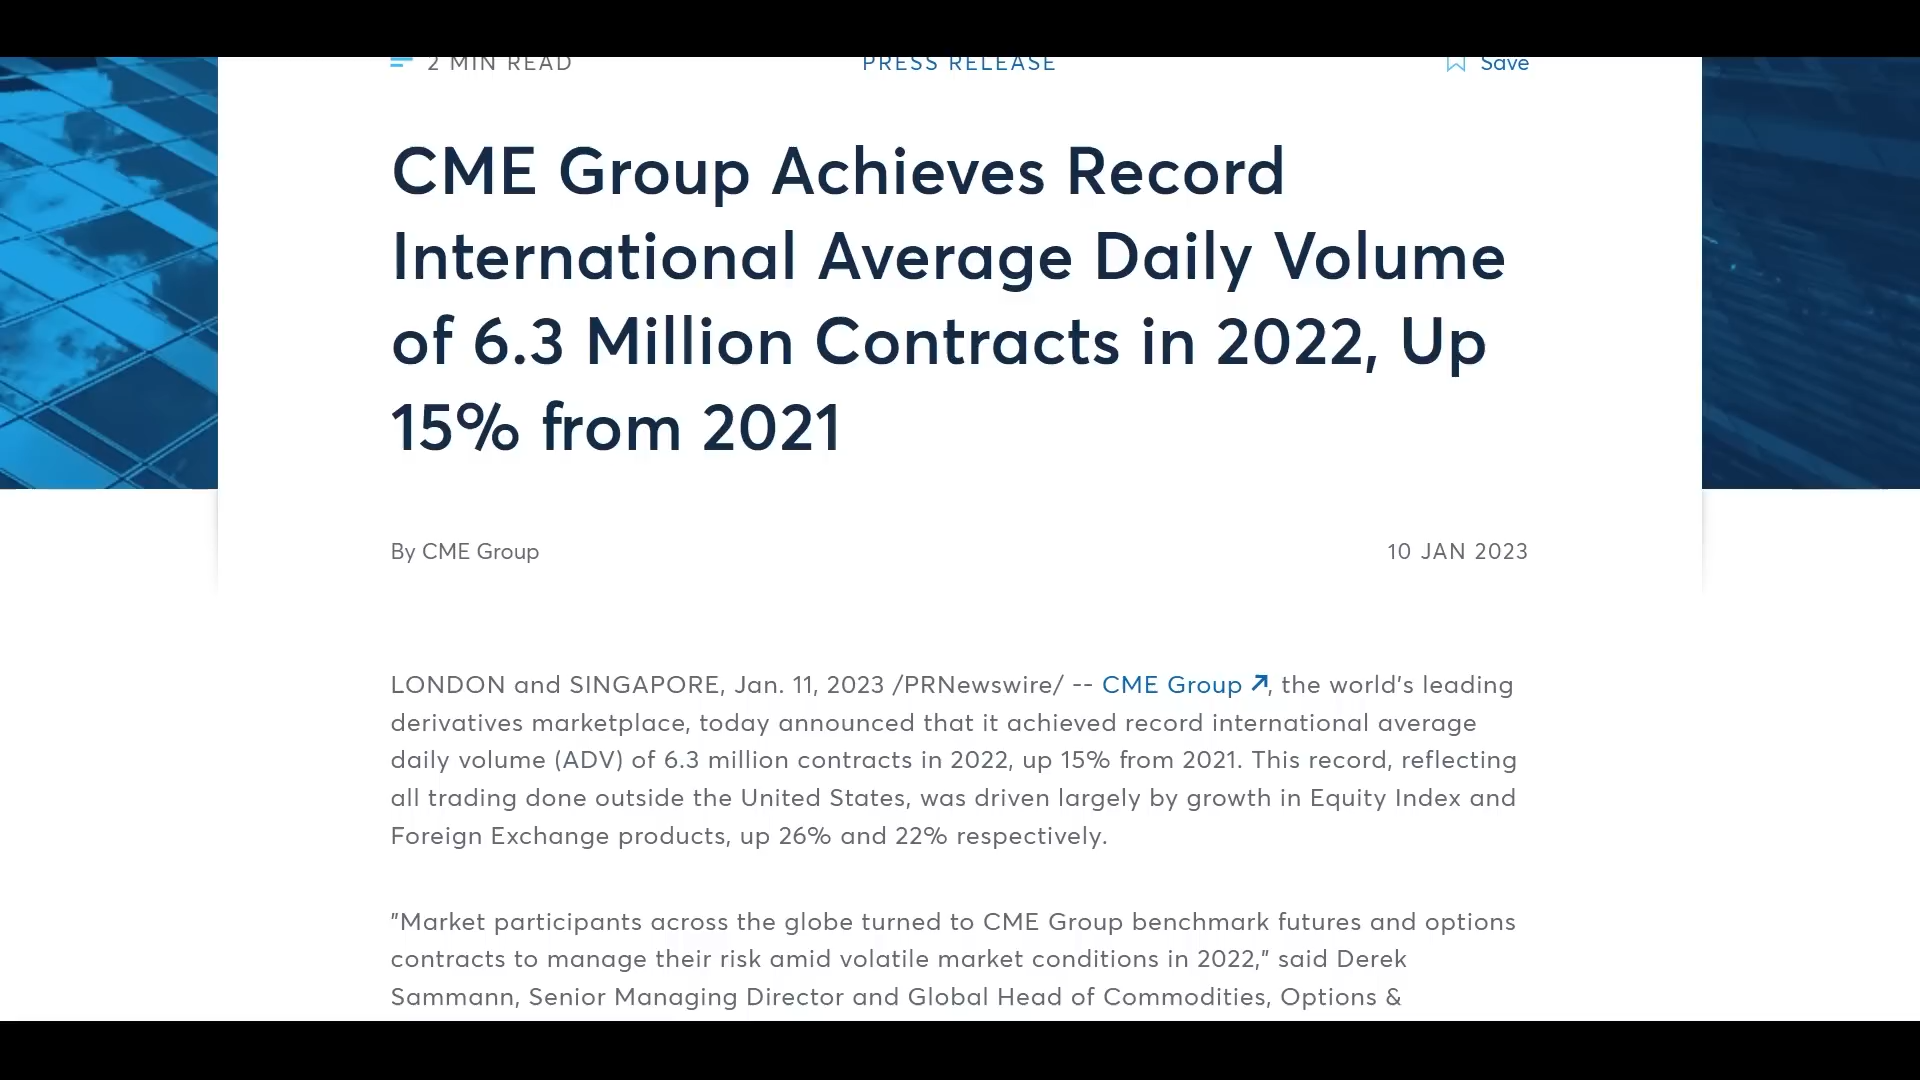 2 MIN READ
PRESS RELEASE
Save
CME Group Achieves Record
International Average Daily Volume
of 6.3 Million Contracts in 2022, Up
15% from 2021
By CME Group
10 JAN 2023
LONDON and SINGAPORE, Jan. 11, 2023 /PRNewswire/ -- CME Group, the world's leading
derivatives marketplace, today announced that it achieved record international average
daily volume (ADV) of 6.3 million contracts in 2022, up 15% from 2021. This record, reflecting
all trading done outside the United States, was driven largely by growth in Equity Index and
Foreign Exchange products, up 26% and 22% respectively.
"Market participants across the globe turned to CME Group benchmark futures and options
contracts to manage their risk amid volatile market conditions in 2022," said Derek
Sammann, Senior Managing Director and Global Head of Commodities, Options &